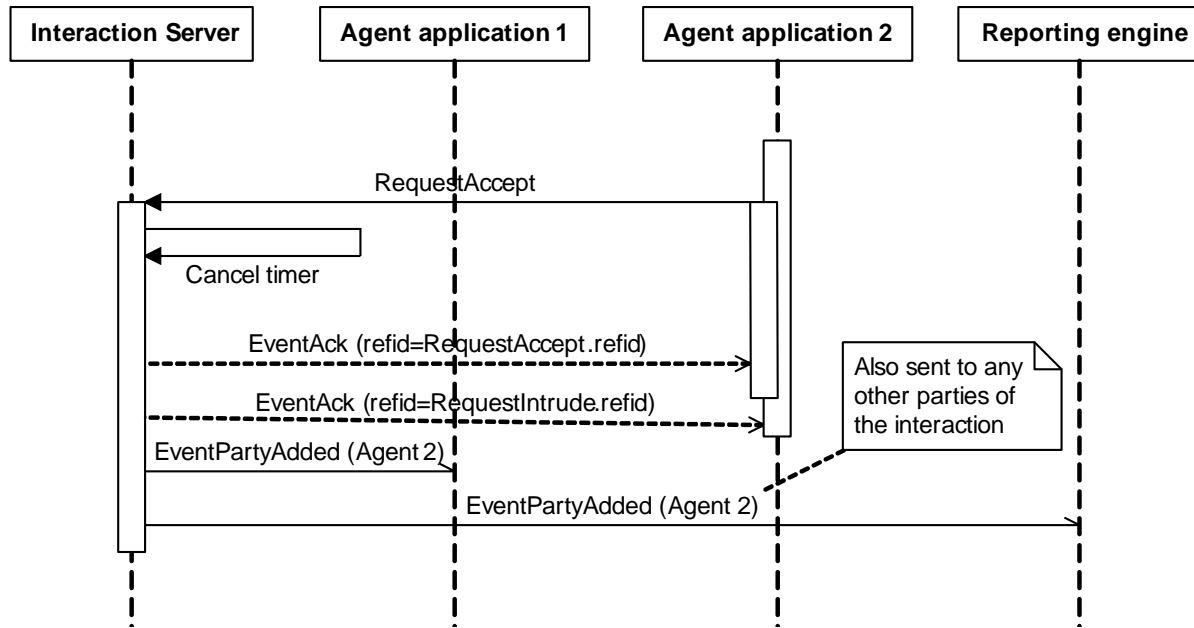 Interaction Server
Agent application 1
Agent application 2
Reporting engine
RequestAccept
Cancel timer
EventAck (refid=RequestAccept.refid)
Also sent to any
other parties of
the interaction
EventAck (refid=RequestIntrude.refid)
EventPartyAdded (Agent 2)
EventPartyAdded (Agent 2)